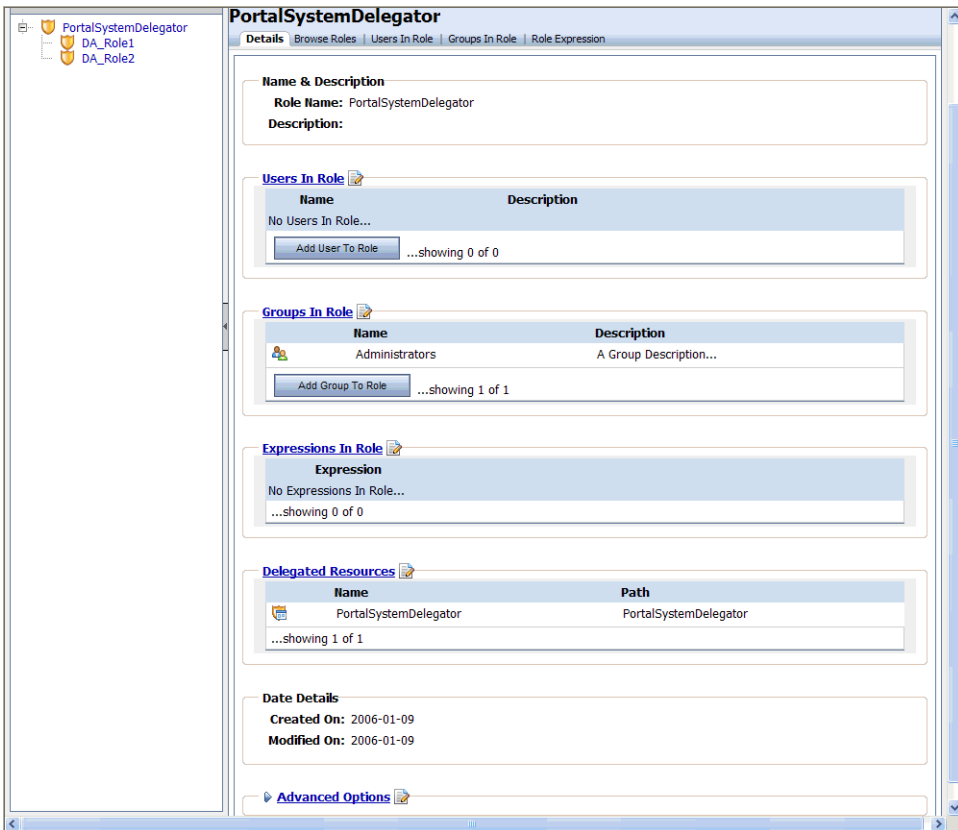 PortalSystemDelegator
DA_Role1
DA_Role2
PortalSystemDelegator
Details Browse Roles | Users In Role | Groups In Role | Role Expression
Name & Description
Role Name: PortalSystemDelegator
Description:
Users In Role
Name Description
No Users In Role...
Add User To Role ...showing 0 of 0
Groups In Role
Name Description
Administrators A Group Description...
Add Group To Role ...showing 1 of 1
Expressions In Role
Expression
No Expressions In Role...
...showing 0 of 0
Delegated Resources
Name Path
PortalSystemDelegator PortalSystemDelegator
...showing 1 of 1
Date Details
Created On: 2006-01-09
Modified On: 2006-01-09
Advanced Options